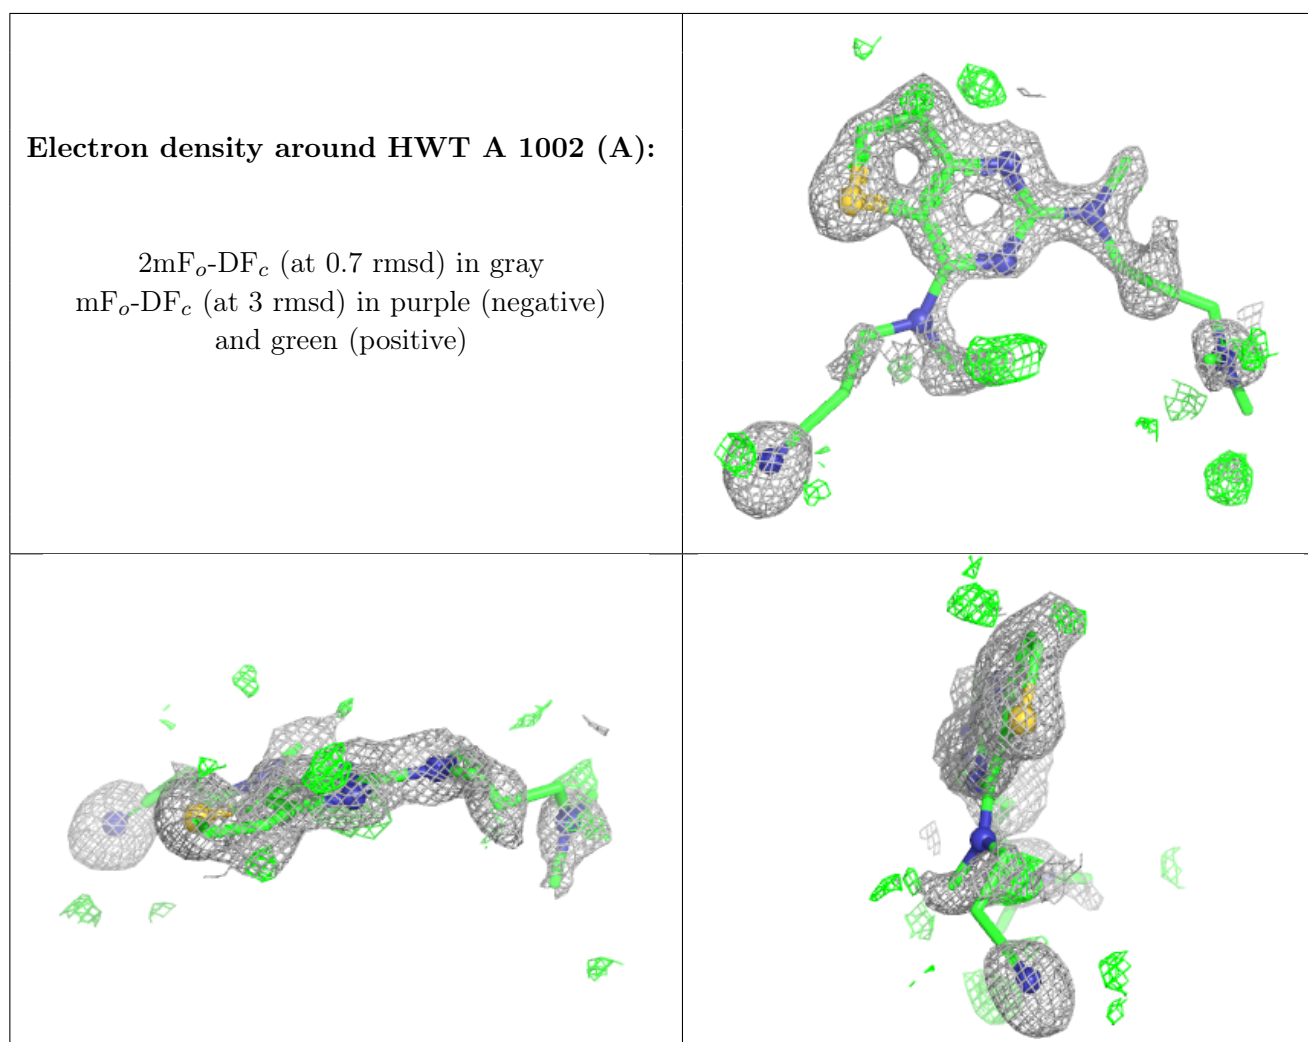 Electron density around HWT A 1002 (A):
2mFo-DFc (at 0.7 rmsd) in gray
mFo-DFc (at 3 rmsd) in purple (negative)
and green (positive)